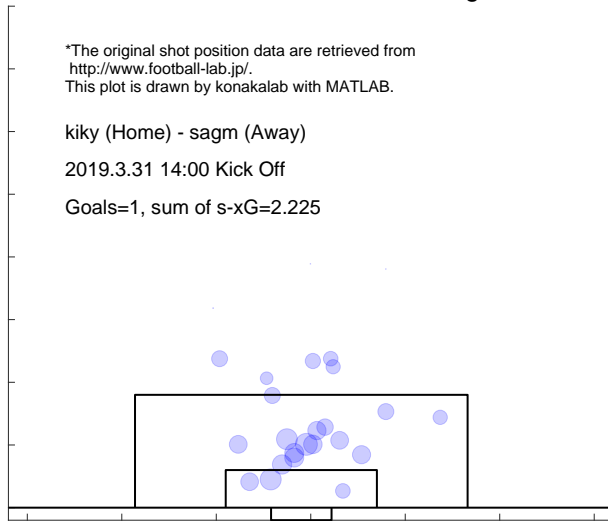 *The original shot position data are retrieved from
http://www.football-lab.jp/.
This plot is drawn by konakalab with MATLAB.
kiky (Home) - sagm (Away)
2019.3.31 14:00 Kick Off
Goals=1, sum of s-xG=2.225